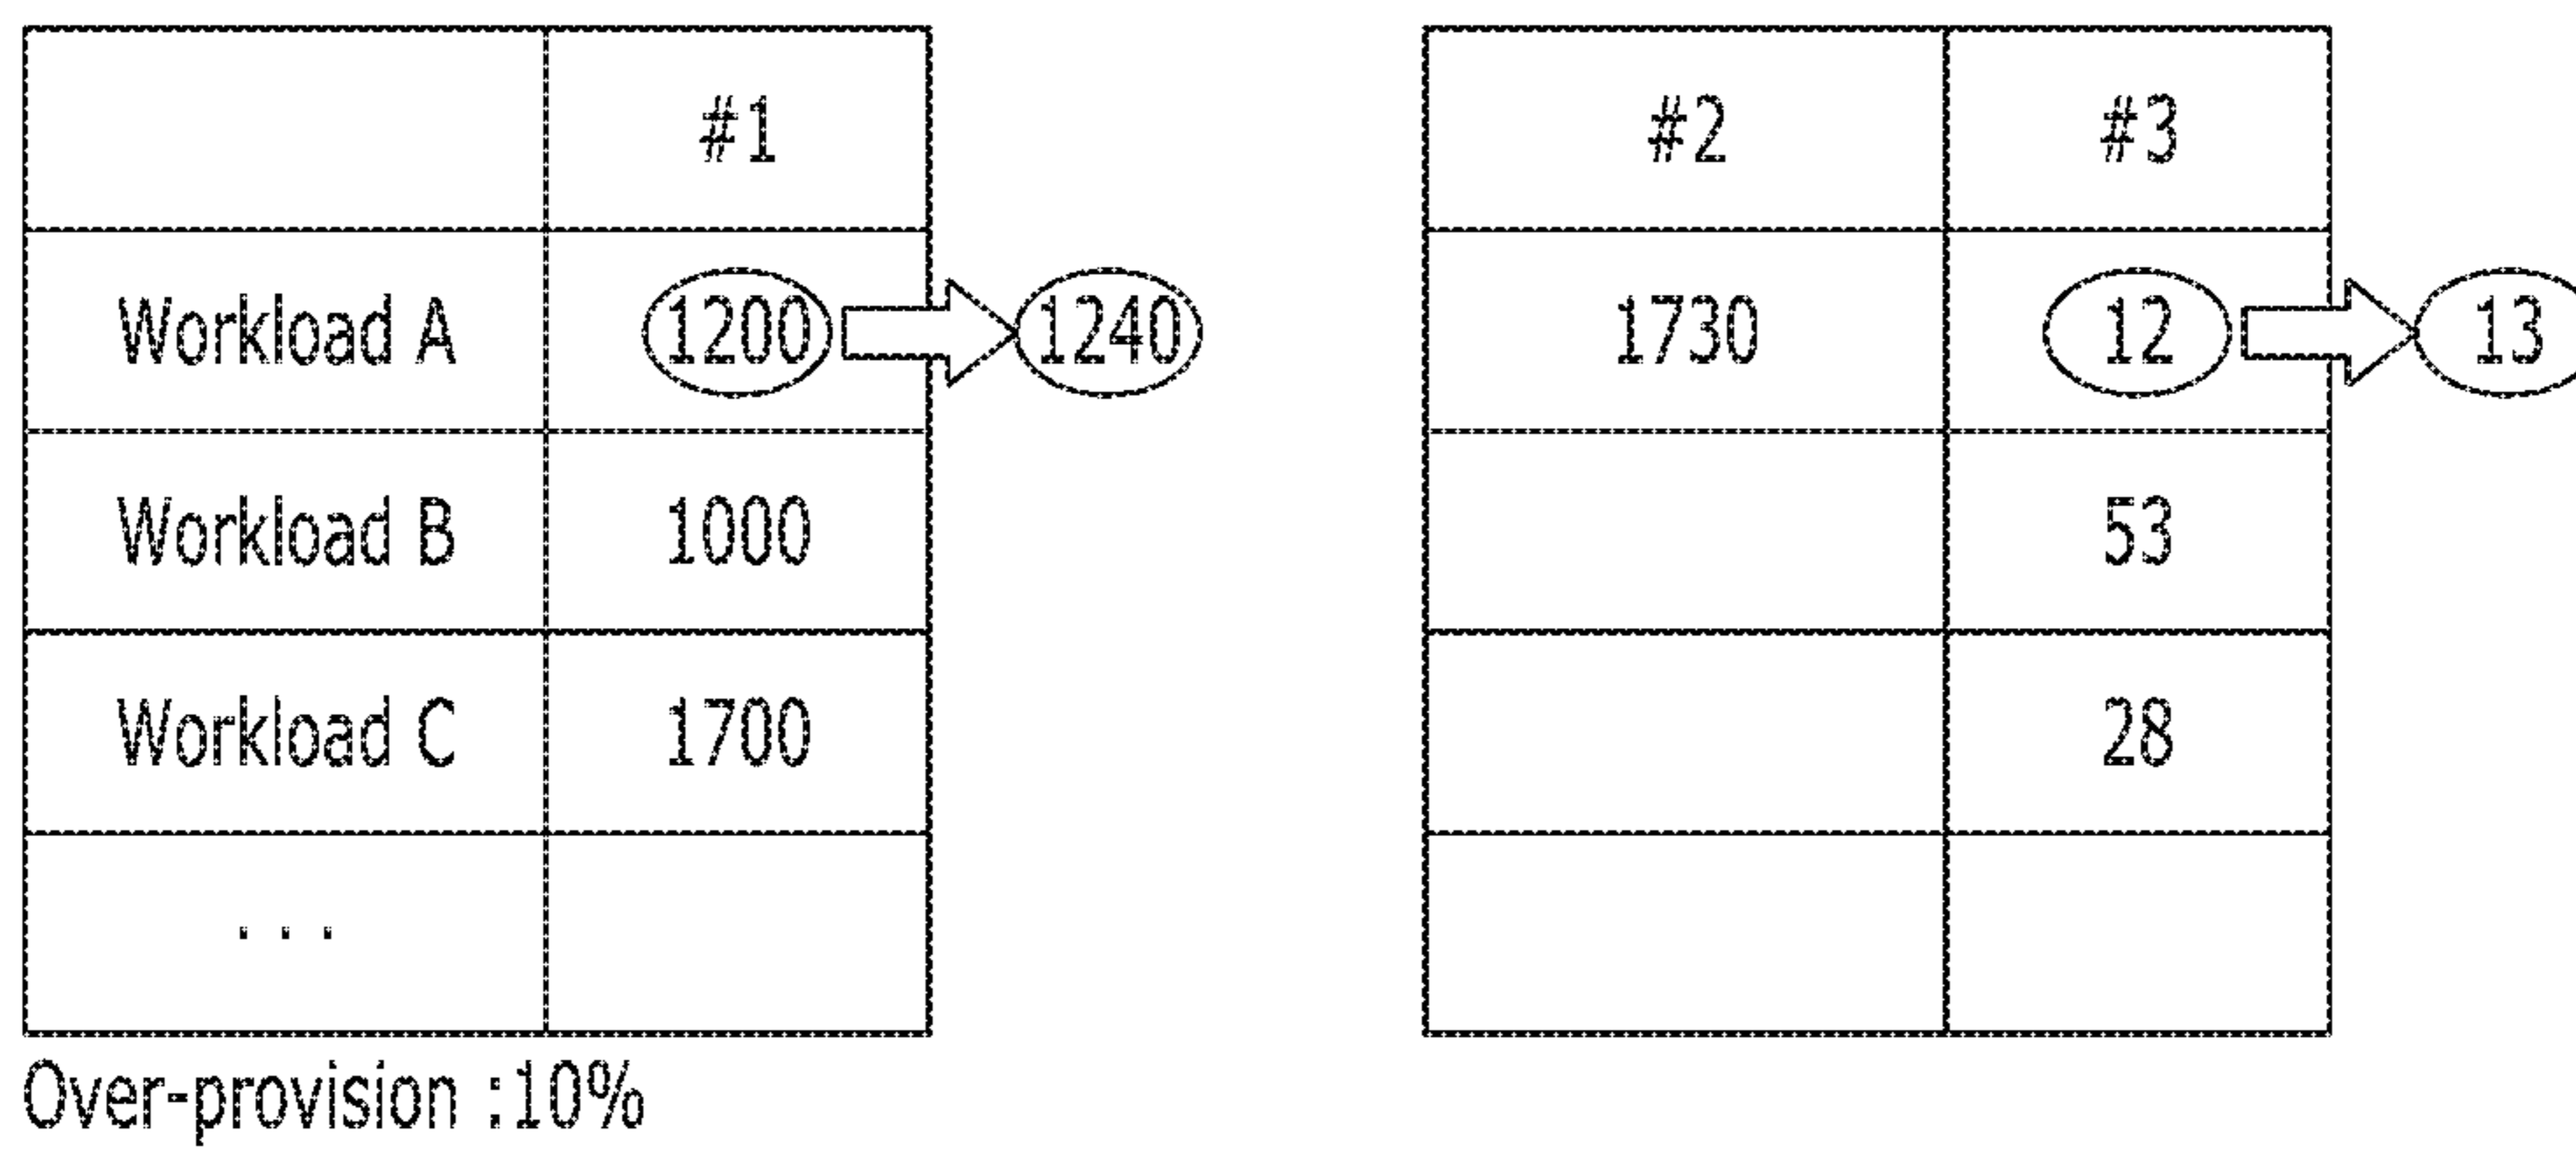 #1 #2 #3
Workload A 1200 1240 1730 12 13
Workload B 1000 53
Workload C 1700 28
...
Over-provision :10%